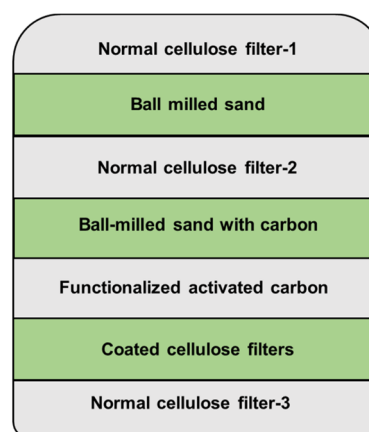 Normal cellulose filter-1
Ball milled sand
Normal cellulose filter-2
Ball-milled sand with carbon
Functionalized activated carbon
Coated cellulose filters
Normal cellulose filter-3